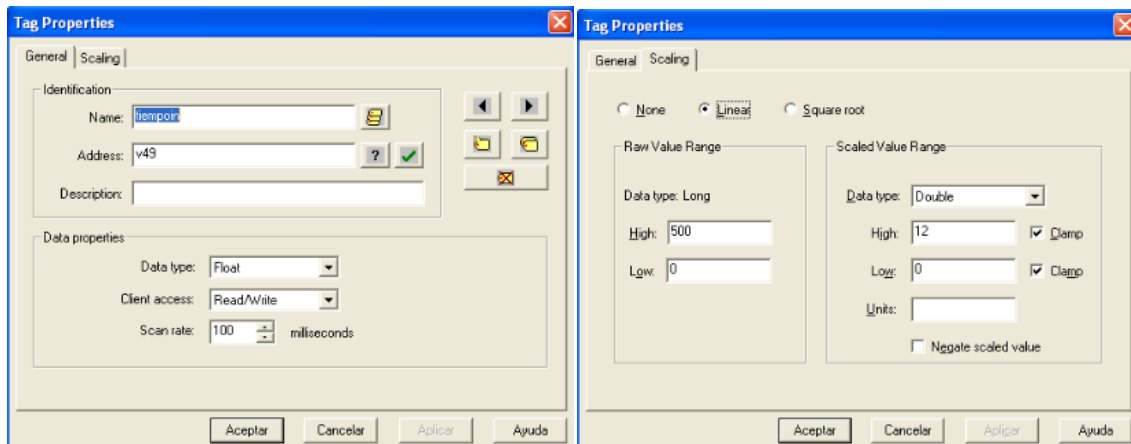 Tag Properties
General Scaling
Identification
Name: tiempoin
Address: v49 ?
Description:
Data properties
Data type: Float
Client access: Read/Write
Scan rate: 100 milliseconds
Aceptar Cancelar Aplicar Ayuda
Tag Properties
General Scaling
None Linear Square root
Raw Value Range
Data type: Long
High: 500
Low: 0
Scaled Value Range
Data type: Double
High: 12 Clamp
Low: 0 Clamp
Units:
Negate scaled value
Aceptar Cancelar Aplicar Ayuda